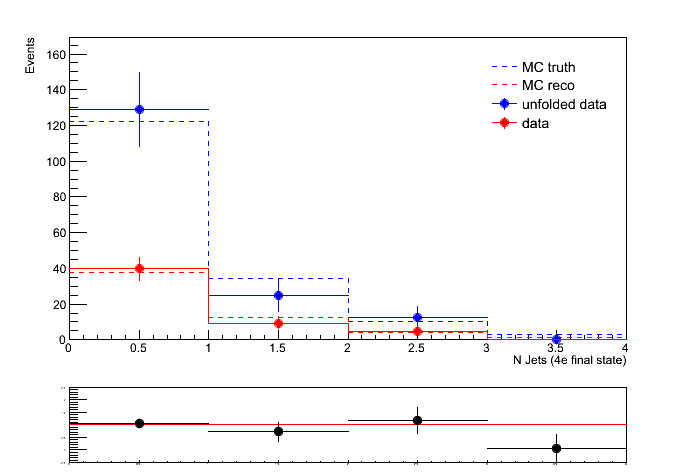 Events
160
140
120
100
80
60
40
20
0
MC truth
MC reco
unfolded data
data
0 0.5 1 1.5 2 2.5 3 3.5 4
N Jets (4e final state)